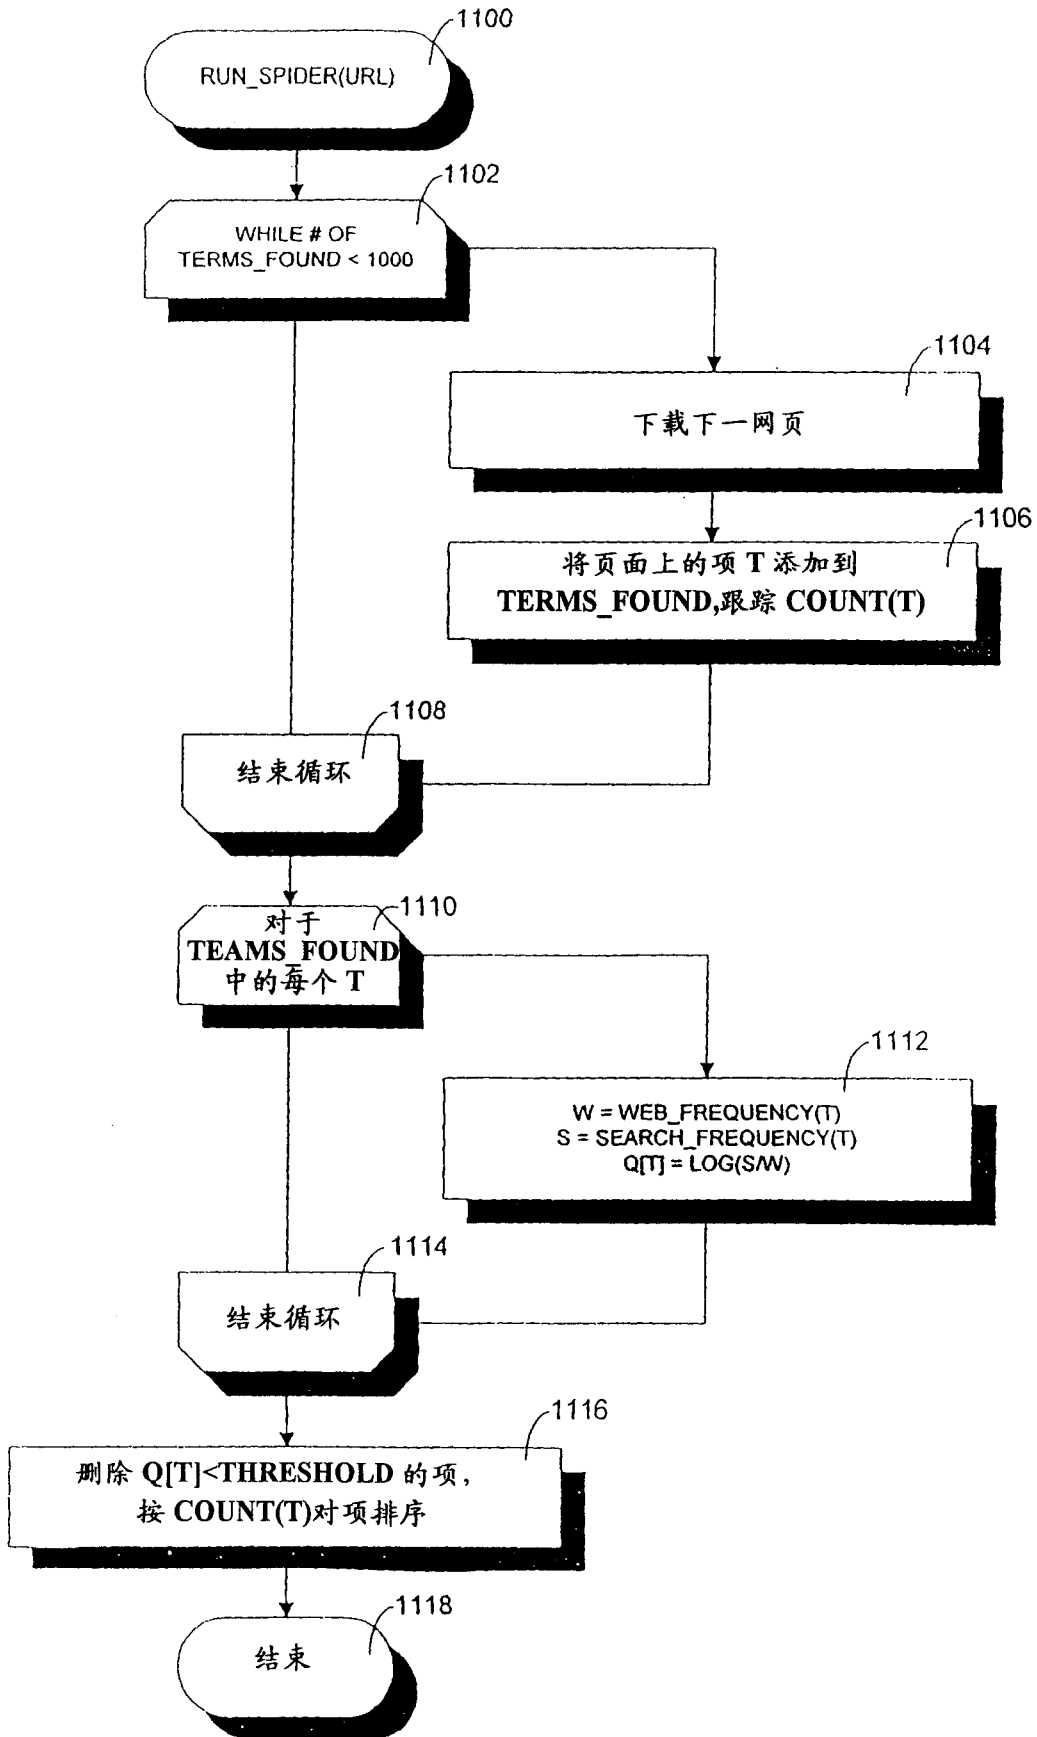 1100
RUN_SPIDER(URL)
1102
WHILE # OF
TERMS_FOUND < 1000
1104
下载下一网页
1106
将页面上的项 T 添加到
TERMS_FOUND,跟踪 COUNT(T)
1108
结束循环
1110
对于
TEAMS_FOUND
中的每个 T
1112
W = WEB_FREQUENCY(T)
S = SEARCH_FREQUENCY(T)
Q[T] = LOG(S/W)
1114
结束循环
1116
删除 Q[T]<THRESHOLD 的项,
按 COUNT(T)对项排序
1118
结束